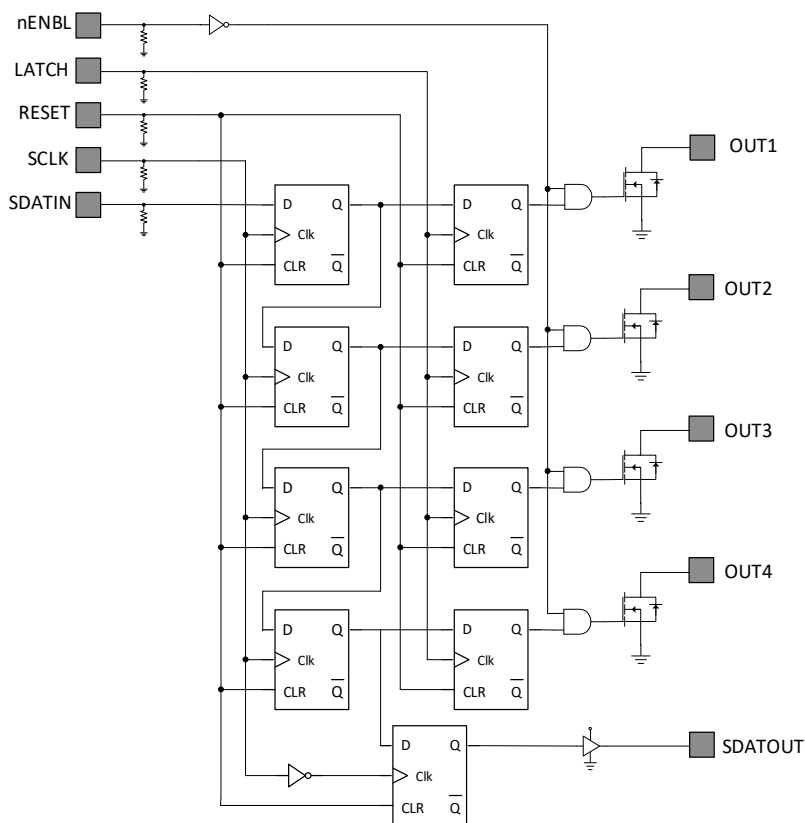 nENBL
LATCH
RESET
SCLK
SDATIN
OUT1
D Q D Q
Clk Clk
CLR Q CLR Q
OUT2
D Q D Q
Clk Clk
CLR Q CLR Q
OUT3
D Q D Q
Clk Clk
CLR Q CLR Q
OUT4
D Q D Q
Clk Clk
CLR Q CLR Q
D Q SDATOUT
Clk
CLR Q